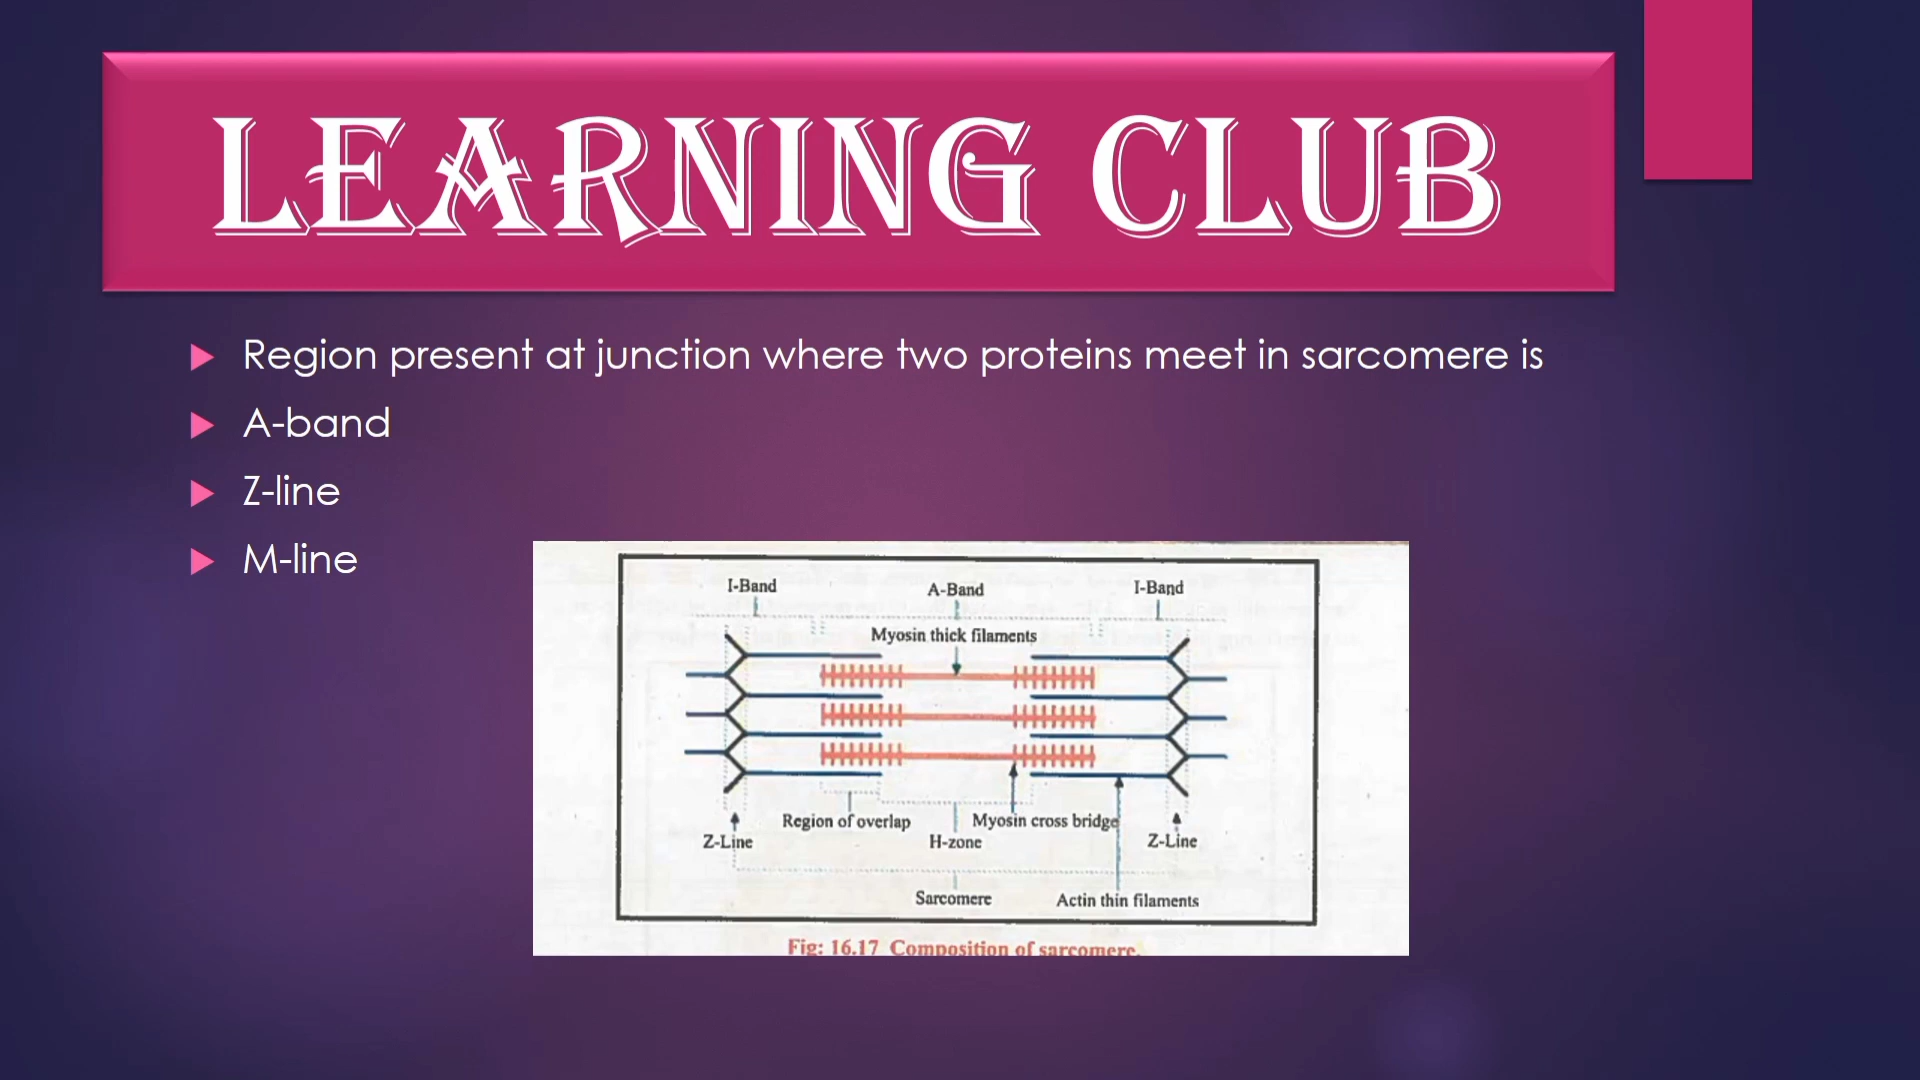 LEARNING CLUB
Region present at junction where two proteins meet in sarcomere is
A-band
Z-line
M-line
I-Band
A-Band
I-Band
Myosin thick filaments
Region of overlap
Myosin cross bridge
Z-Line
H-zone
Z-Line
Sarcomere
Actin thin filaments
Fig: 16.17 Composition of sarcomere.